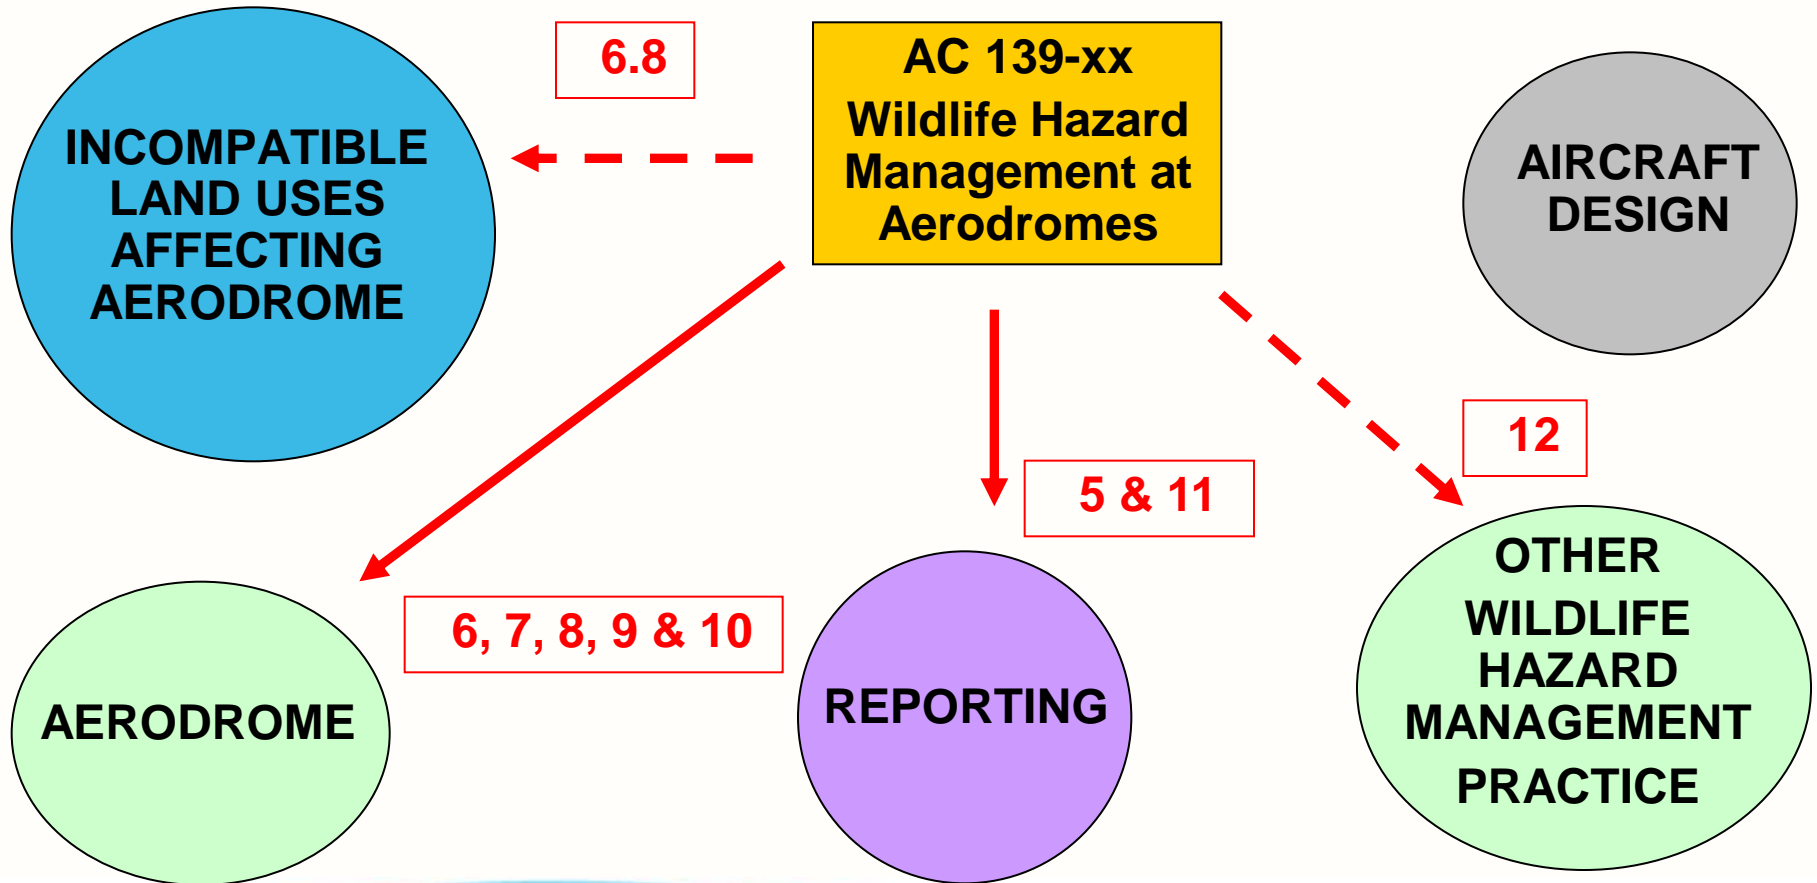 6.8
AC 139-xx
Wildlife Hazard
Management at
Aerodromes
INCOMPATIBLE
LAND USES
AFFECTING
AERODROME
AIRCRAFT
DESIGN
12
5 & 11
6, 7, 8, 9 & 10
AERODROME
REPORTING
OTHER
WILDLIFE
HAZARD
MANAGEMENT
PRACTICE